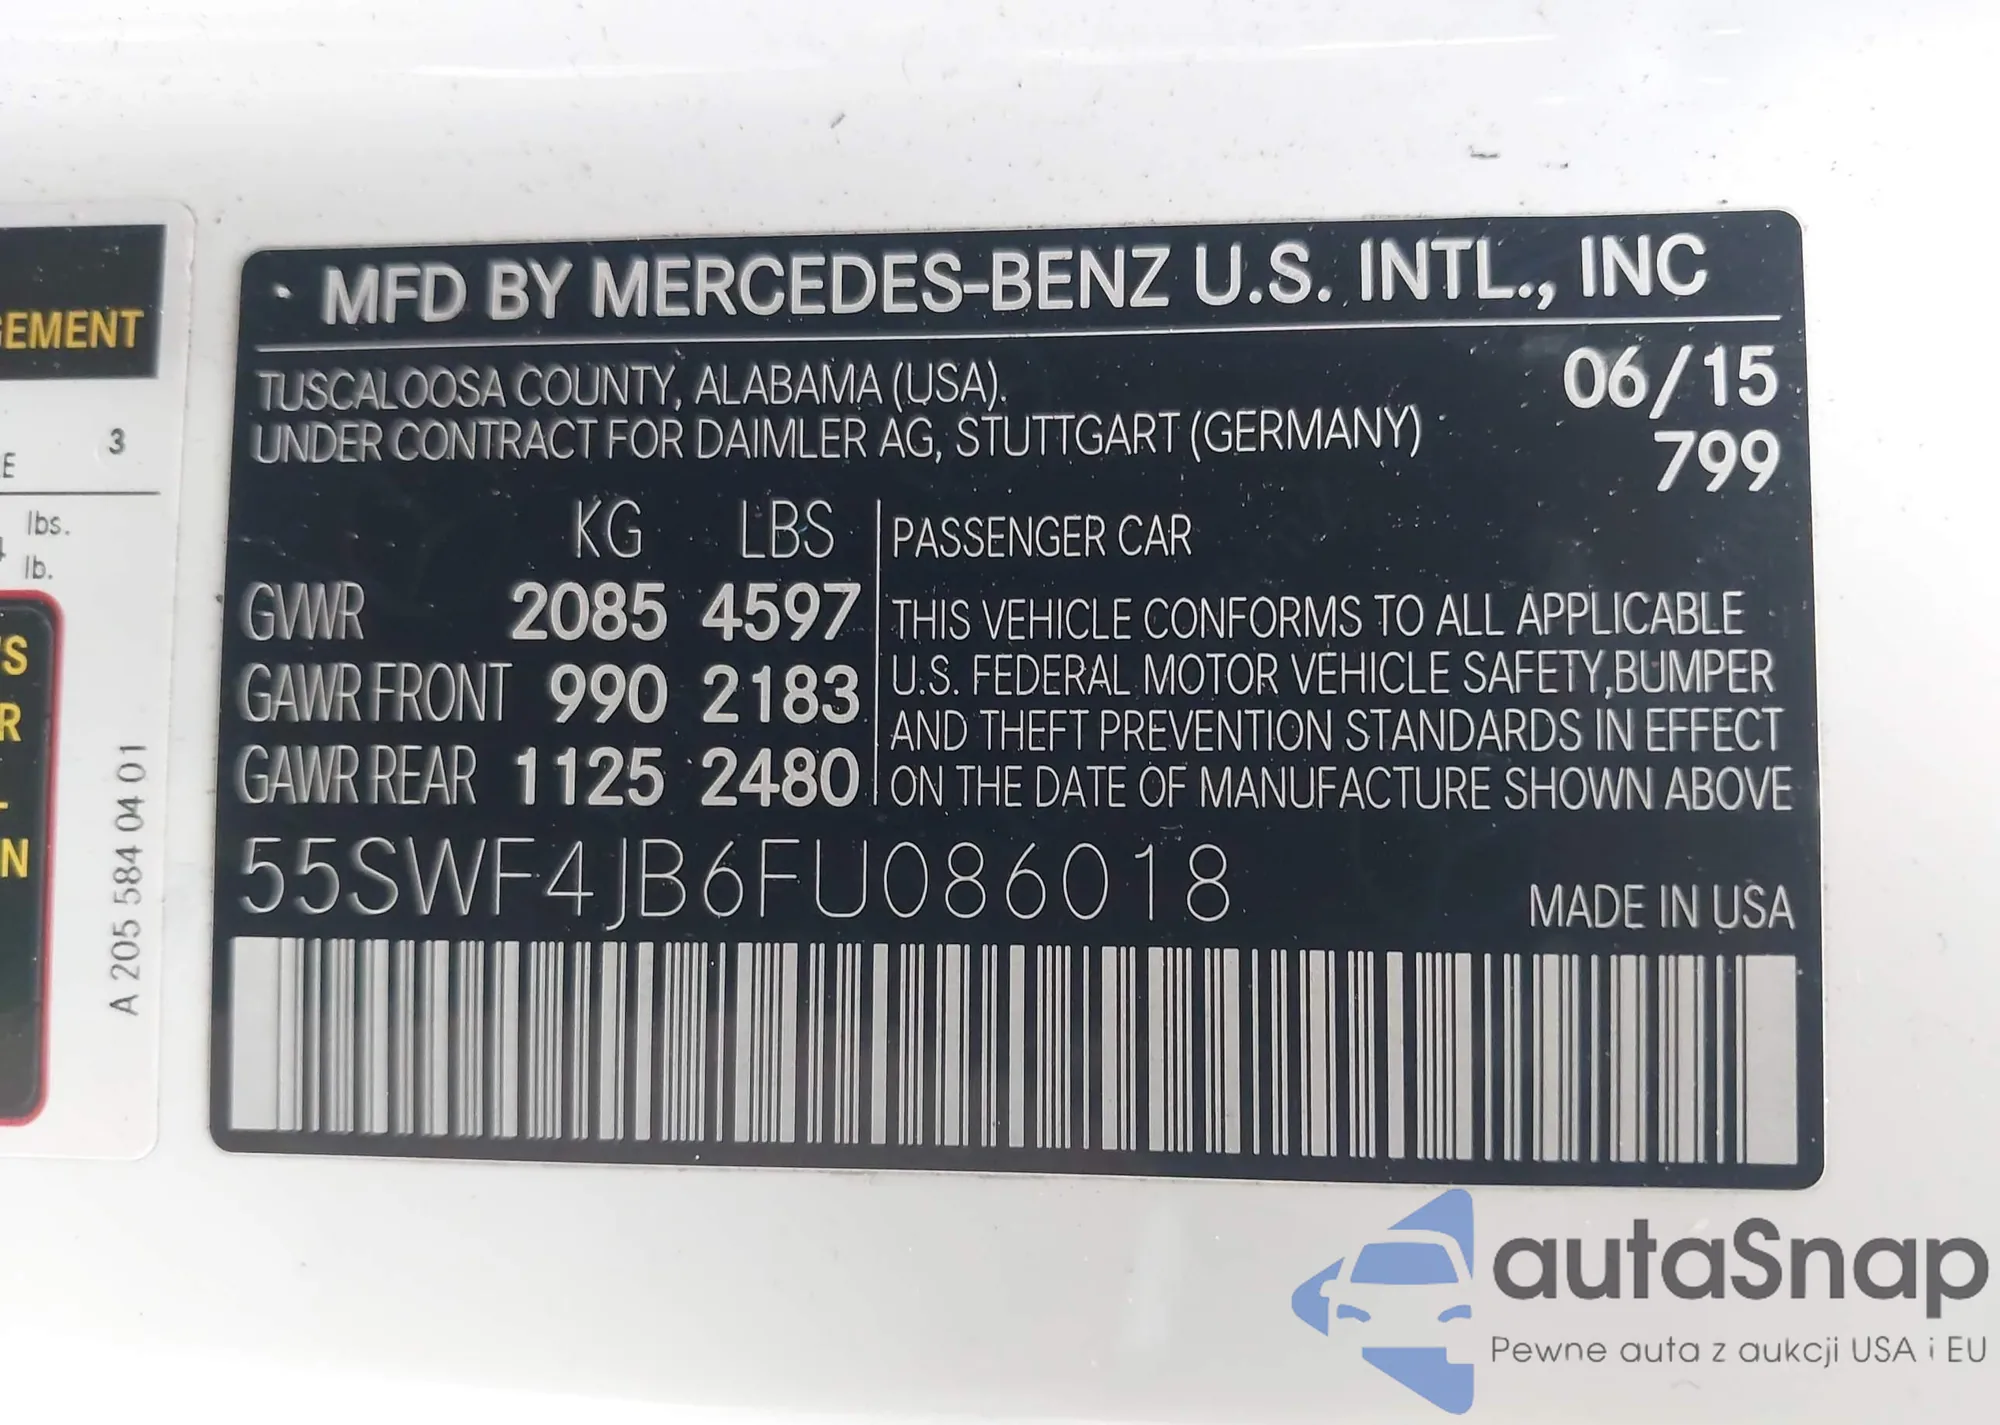 MFD BY MERCEDES-BENZ U.S. INTL., INC
TUSCALOOSA COUNTY, ALABAMA (USA).
UNDER CONTRACT FOR DAIMLER AG, STUTTGART (GERMANY)
06/15
799
KG LBS
GVWR 2085 4597
GAWR FRONT 990 2183
GAWR REAR 1125 2480
PASSENGER CAR
THIS VEHICLE CONFORMS TO ALL APPLICABLE
U.S. FEDERAL MOTOR VEHICLE SAFETY,BUMPER
AND THEFT PREVENTION STANDARDS IN EFFECT
ON THE DATE OF MANUFACTURE SHOWN ABOVE
55SWF4JB6FU086018
MADE IN USA
3
lbs.
lb.
A 205 584 04 01
autaSnap
Pewne auta z aukcji USA i EU